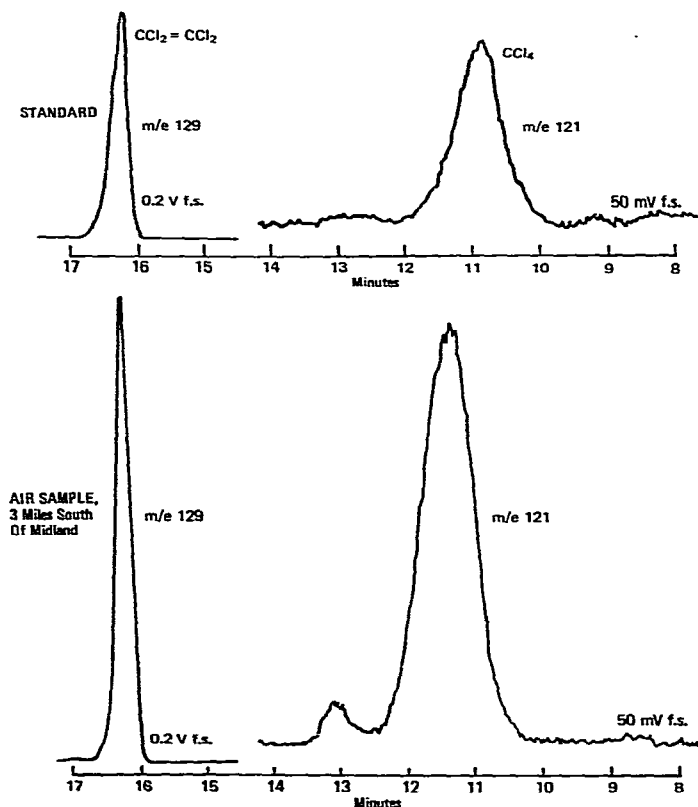 CCl₂ = CCl₂
CCl₄
STANDARD
m/e 129
m/e 121
0.2 V f.s.
50 mV f.s.
17 16 15 14 13 12 11 10 9 8
Minutes
AIR SAMPLE,
3 Miles South
Of Midland
m/e 129
m/e 121
0.2 V f.s.
50 mV f.s.
17 16 15 14 13 12 11 10 9 8
Minutes